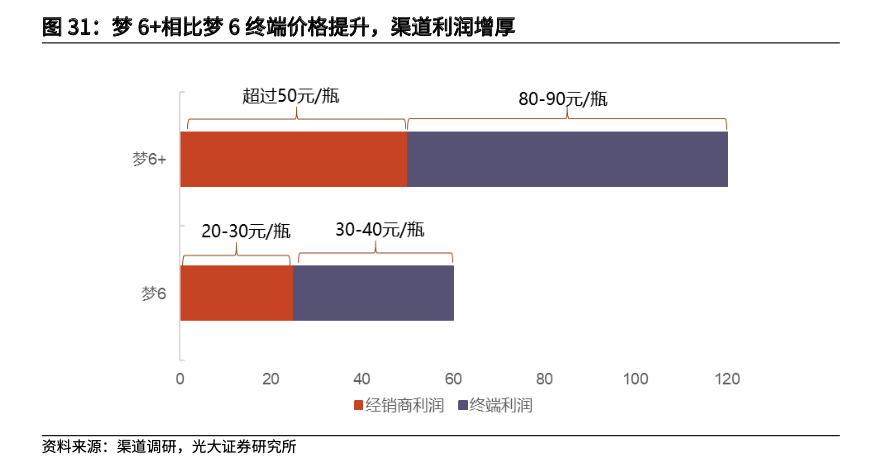 图 31：梦 6+相比梦 6 终端价格提升，渠道利润增厚
超过50元/瓶
80-90元/瓶
梦6+
20-30元/瓶
30-40元/瓶
梦6
0 20 40 60 80 100 120
经销商利润 终端利润
资料来源：渠道调研，光大证券研究所